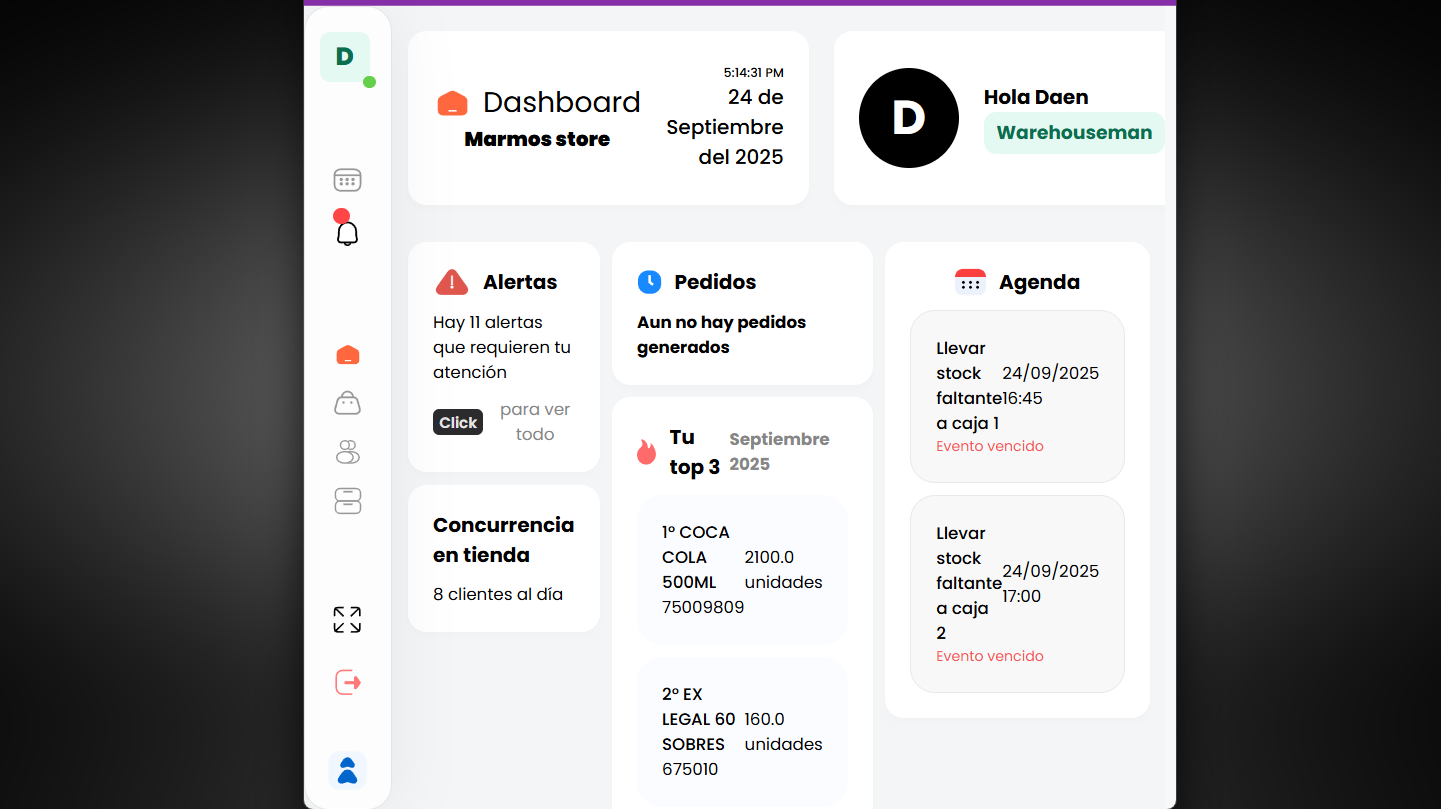 D
Dashboard
Marmos store
5:14:31 PM
24 de
Septiembre
del 2025
D
Hola Daen
Warehouseman
Alertas
Hay 11 alertas
que requieren tu
atención
Click para ver
todo
Concurrencia
en tienda
8 clientes al día
Pedidos
Aun no hay pedidos
generados
Tu
top 3
Septiembre
2025
1º COCA
COLA
500ML
75009809
2100.0
unidades
2º EX
LEGAL 60
SOBRES
675010
160.0
unidades
Agenda
Llevar
stock
faltante
a caja 1
24/09/2025
16:45
Evento vencido
Llevar
stock
faltante
a caja
2
24/09/2025
17:00
Evento vencido